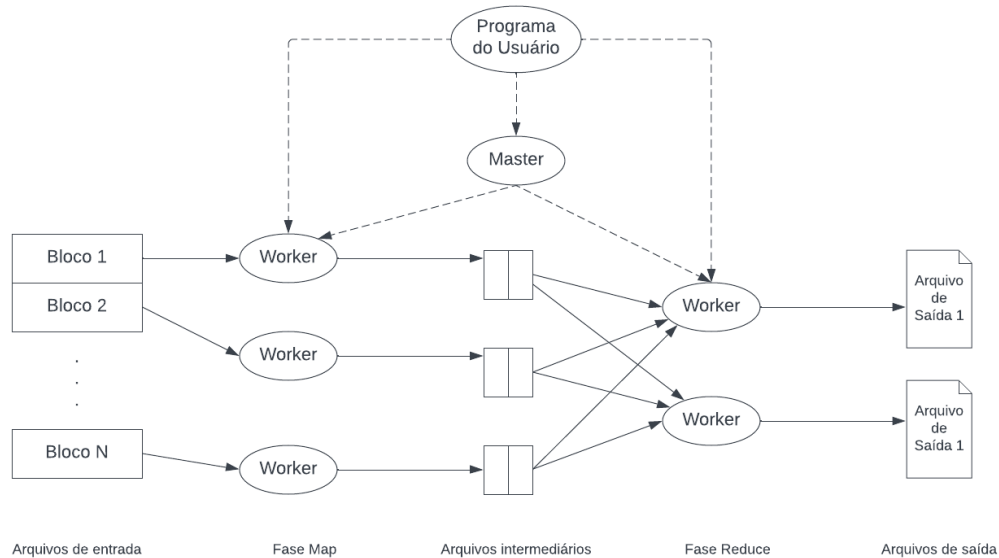 Programa
do Usuário
Master
Bloco 1
Bloco 2
.
.
.
Bloco N
Worker
Worker
Worker
Worker
Worker
Arquivo
de
Saída 1
Arquivo
de
Saída 1
Arquivos de entrada
Fase Map
Arquivos intermediários
Fase Reduce
Arquivos de saída